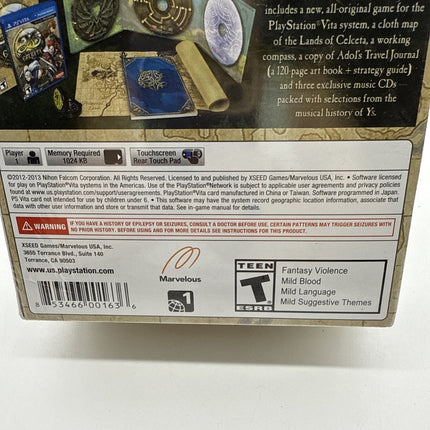 includes a new, all-original game for the
PlayStation®Vita system, a cloth map
of the Lands of Celceta, a working
compass, a copy of Adol's Travel Journal
(a 120 page art book + strategy guide)
and three exclusive music CDs
packed with selections from the
musical history of Ys.
PS VITA
Ys
Player
1
Memory Required
1024 KB
Touchscreen
Rear Touch Pad
©2012-2013 Nihon Falcom Corporation. All Rights Reserved. Licensed to and published by XSEED Games/Marvelous USA, Inc. • Software licensed
for play on PlayStation®Vita systems in the Americas. Use of the PlayStation®Network is subject to applicable user agreements and privacy policies
found at www.us.playstation.com/support/useragreements. PlayStation®Vita card manufactured in China or Taiwan. Software programmed in Japan.
PS Vita card not intended for use by children under 6. • This software may have the system record geographic location information, associate that
data with other user information and store or transmit that data. See in-game manual for details.
WARNING
IF YOU HAVE A HISTORY OF EPILEPSY OR SEIZURES, CONSULT A DOCTOR BEFORE USE. CERTAIN PATTERNS MAY TRIGGER SEIZURES WITH
NO PRIOR HISTORY. BEFORE USING AND FOR MORE DETAILS SEE INSTRUCTIONS FOR THIS PRODUCT.
XSEED Games/Marvelous USA, Inc.
3655 Torrance Blvd., Suite 140
Torrance, CA 90503
www.us.playstation.com
8 53466 00163 6
Marvelous
1
TEEN
T
ESRB
Fantasy Violence
Mild Blood
Mild Language
Mild Suggestive Themes